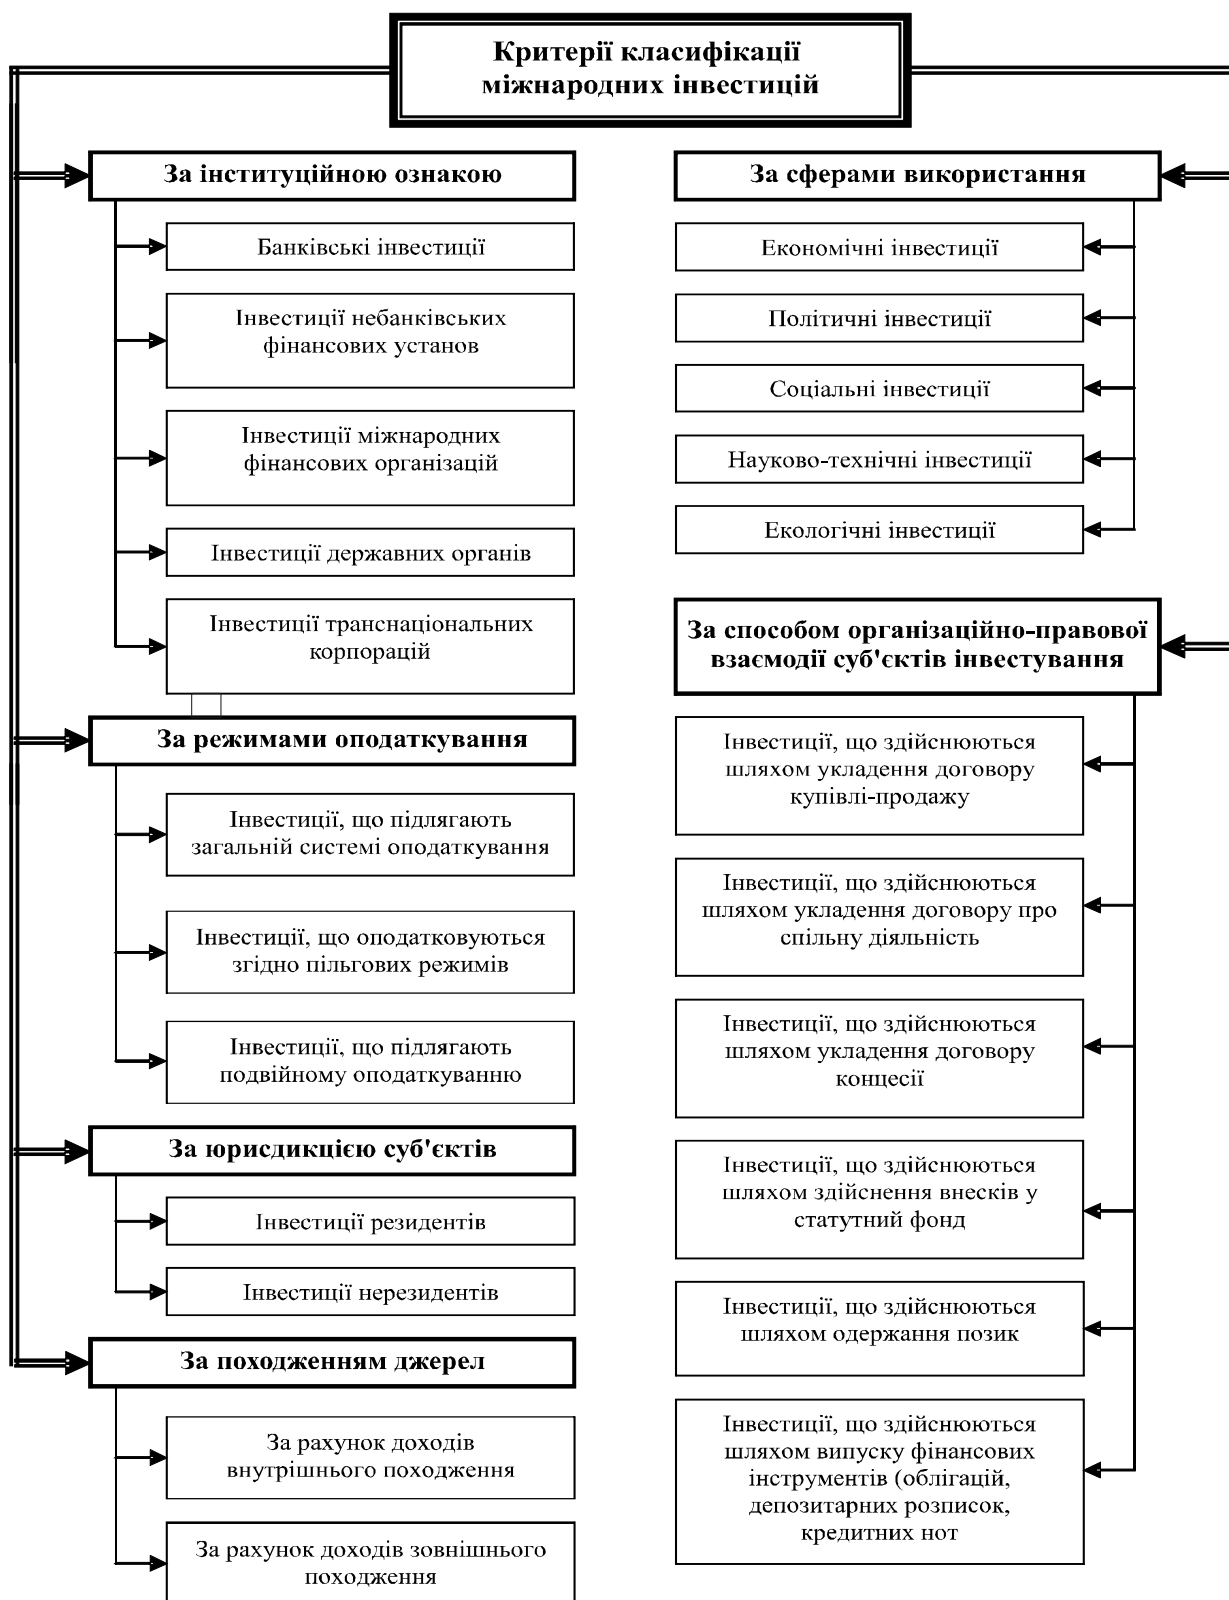 Критерії класифікації
міжнародних інвестицій
За інституційною ознакою
Банківські інвестиції
Інвестиції небанківських
фінансових установ
Інвестиції міжнародних
фінансових організацій
Інвестиції державних органів
Інвестиції транснаціональних
корпорацій
За режимами оподаткування
Інвестиції, що підлягають
загальній системі оподаткування
Інвестиції, що оподатковуються
згідно пільгових режимів
Інвестиції, що підлягають
подвійному оподаткуванню
За юрисдикцією суб'єктів
Інвестиції резидентів
Інвестиції нерезидентів
За походженням джерел
За рахунок доходів
внутрішнього походження
За рахунок доходів зовнішнього
походження
За сферами використання
Економічні інвестиції
Політичні інвестиції
Соціальні інвестиції
Науково-технічні інвестиції
Екологічні інвестиції
За способом організаційно-правової
взаємодії суб'єктів інвестування
Інвестиції, що здійснюються
шляхом укладення договору
купівлі-продажу
Інвестиції, що здійснюються
шляхом укладення договору про
спільну діяльність
Інвестиції, що здійснюються
шляхом укладення договору
концесії
Інвестиції, що здійснюються
шляхом здійснення внесків у
статутний фонд
Інвестиції, що здійснюються
шляхом одержання позик
Інвестиції, що здійснюються
шляхом випуску фінансових
інструментів (облігацій,
депозитарних розписок,
кредитних нот